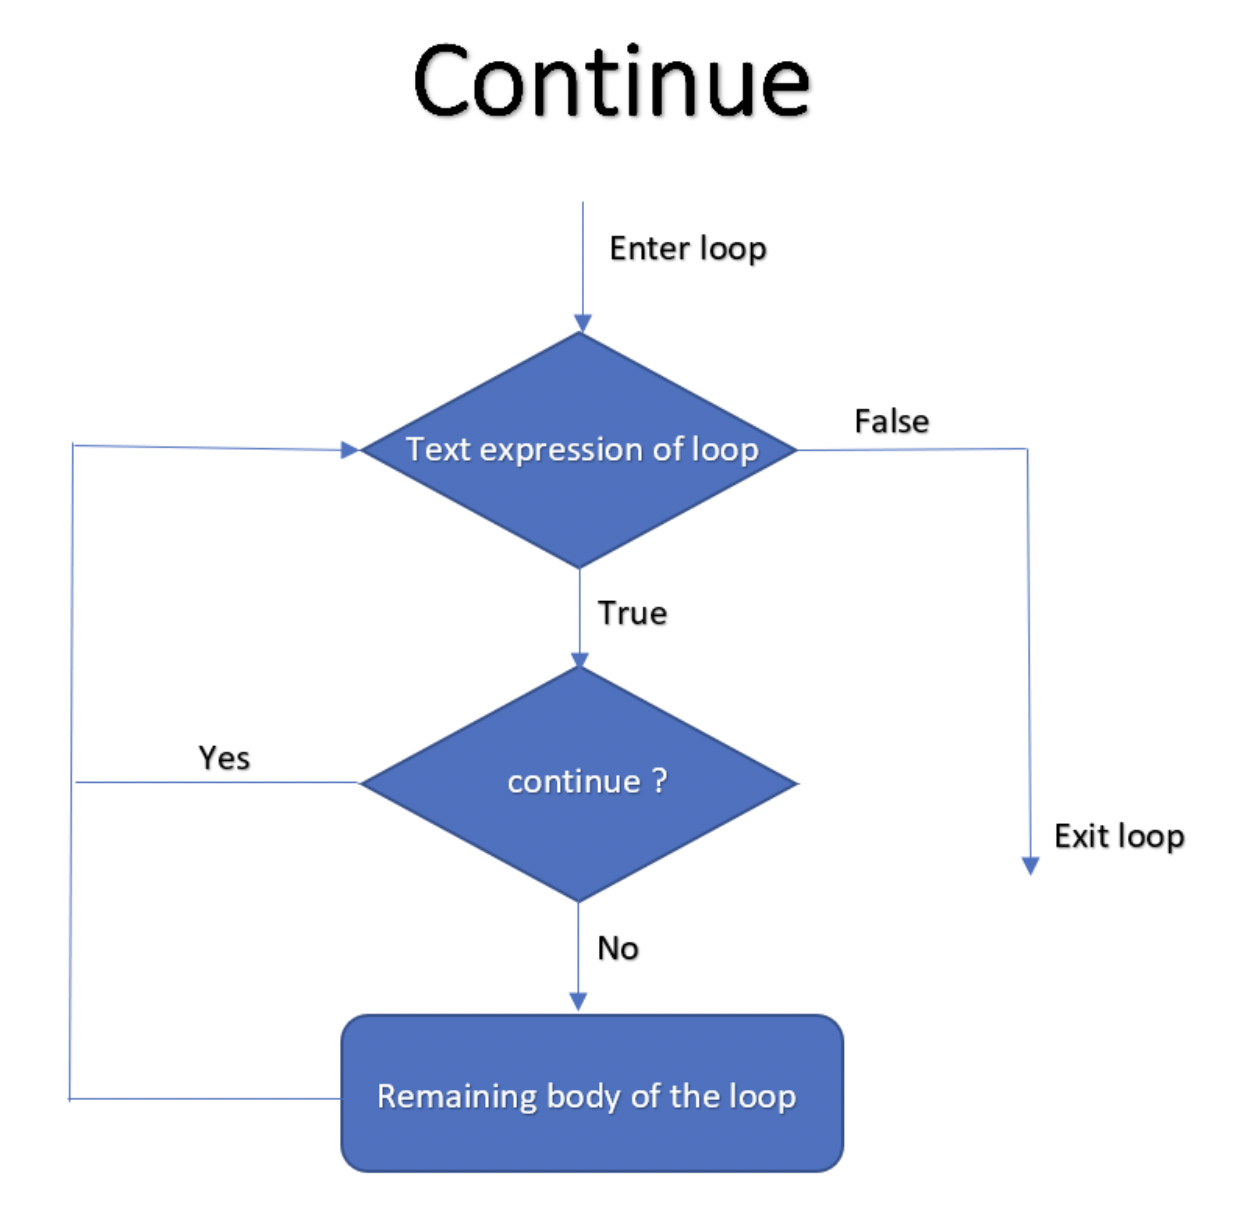 Continue
Enter loop
Text expression of loop
False
True
Yes
continue ?
Exit loop
No
Remaining body of the loop